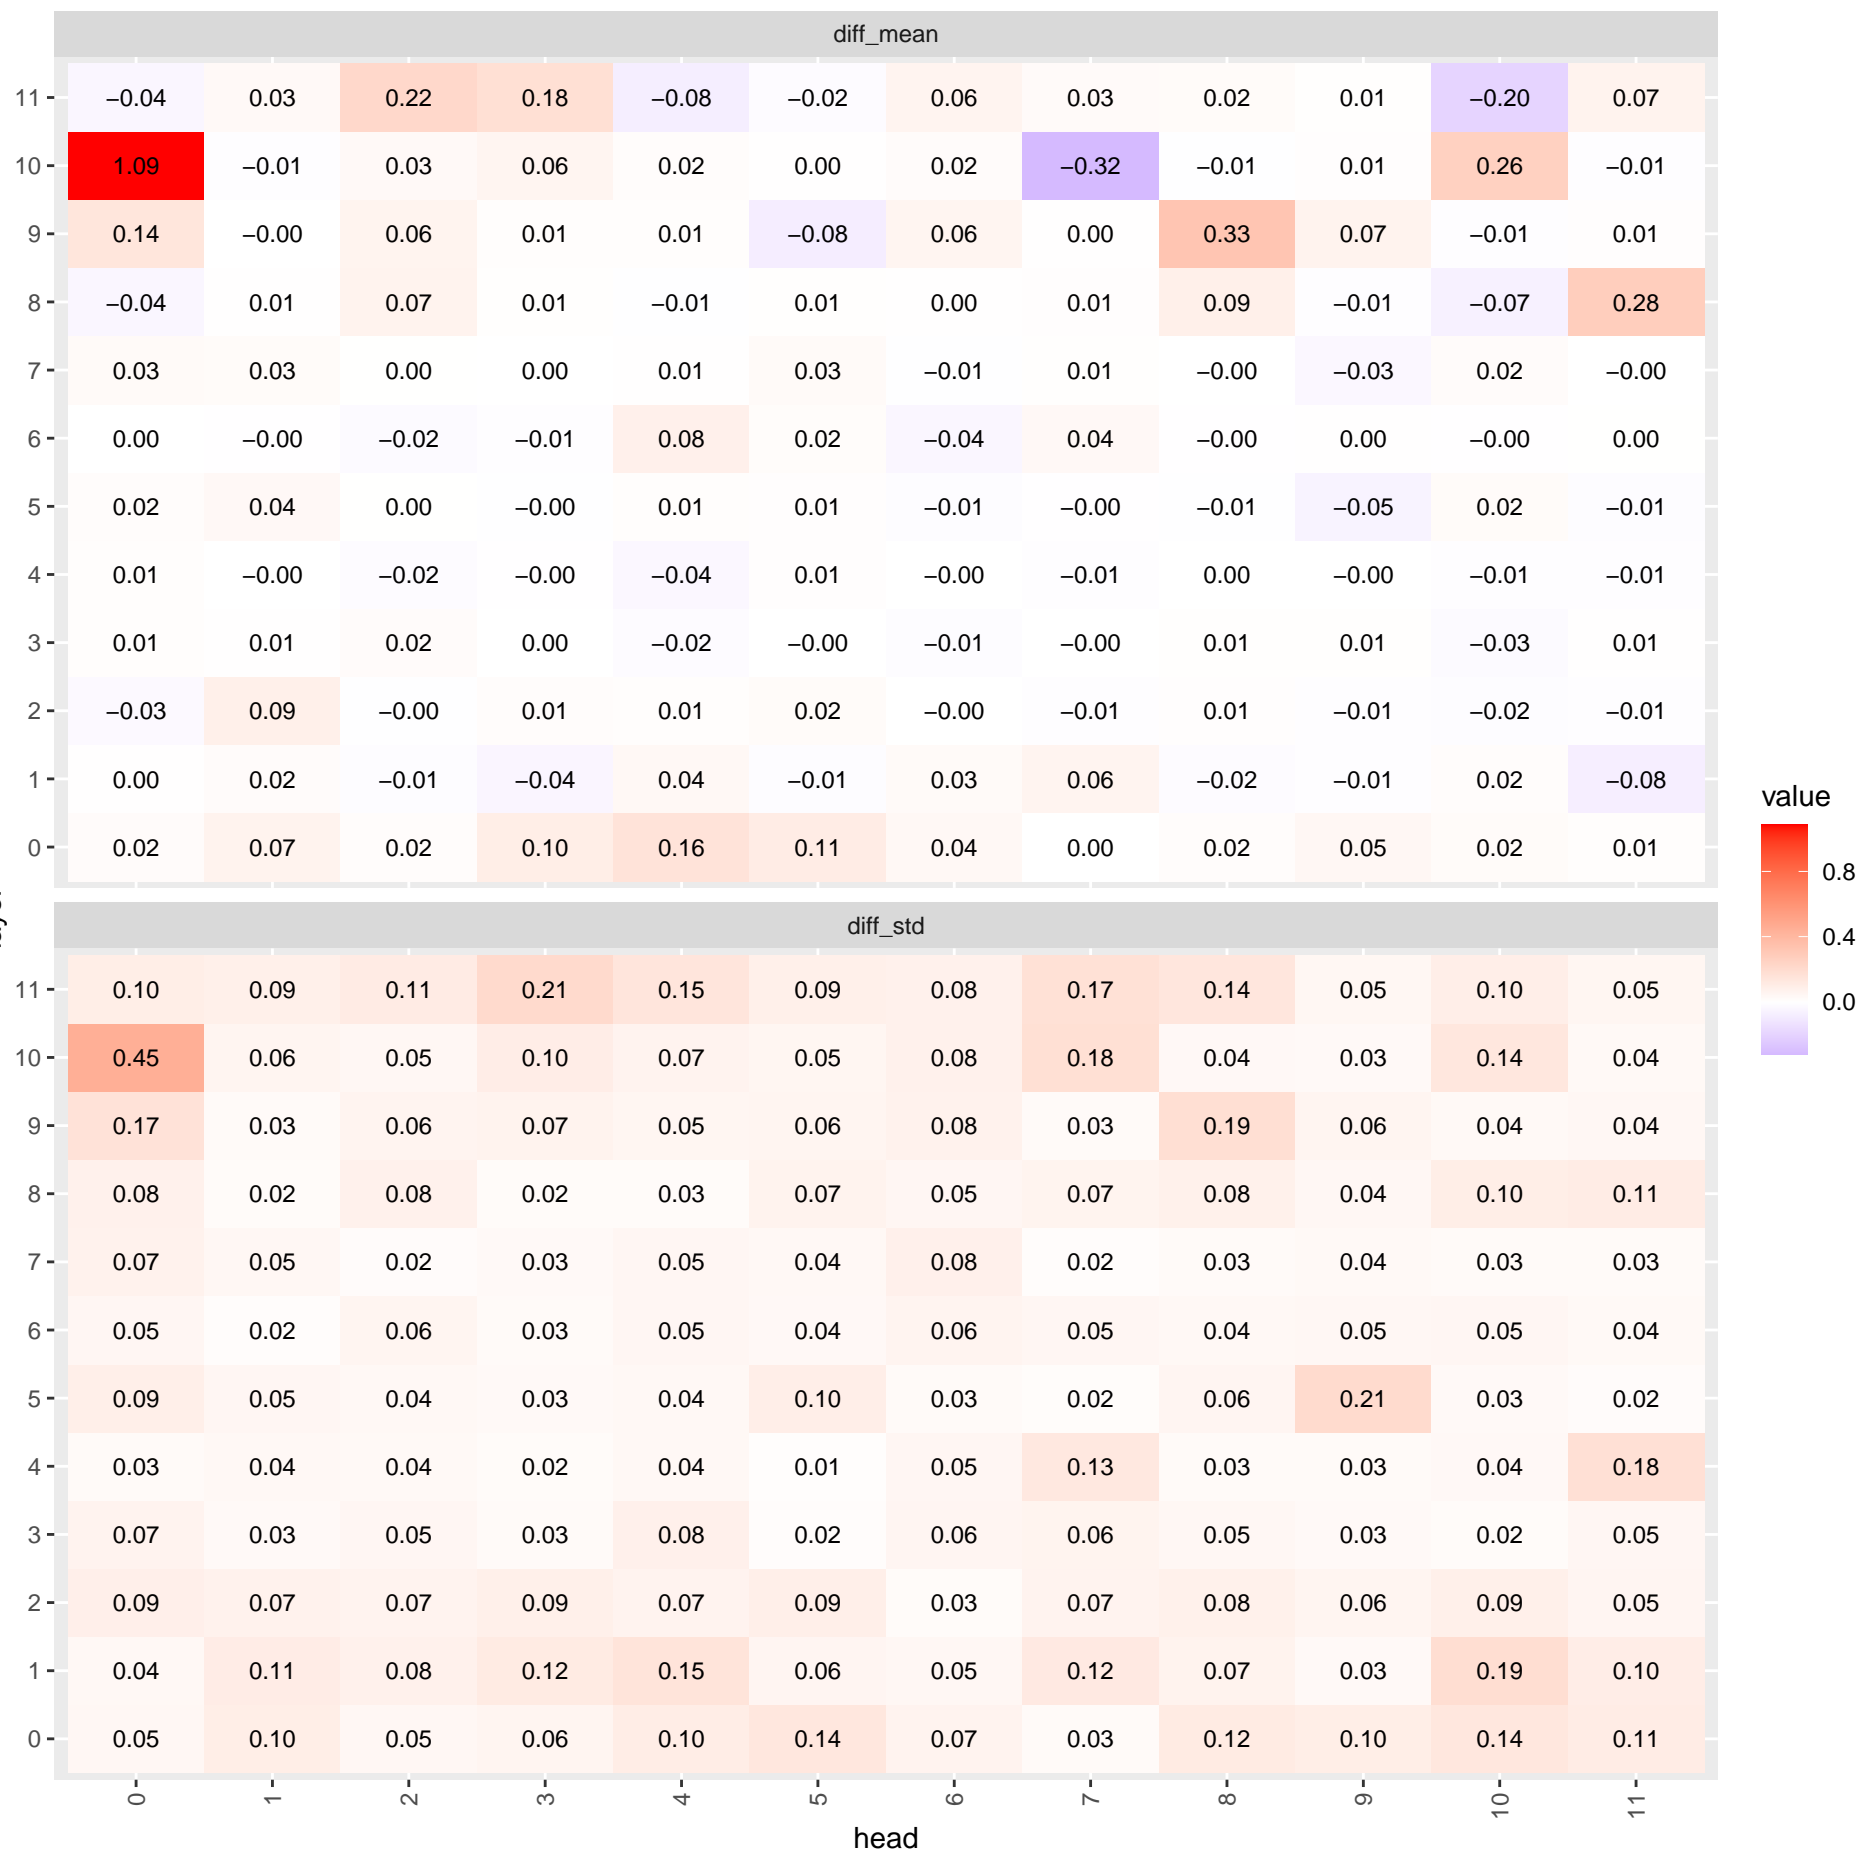 diff_mean
11 −0.04 0.03 0.22 0.18 −0.08 −0.02 0.06 0.03 0.02 0.01 −0.20 0.07
10 1.09 −0.01 0.03 0.06 0.02 0.00 0.02 −0.32 −0.01 0.01 0.26 −0.01
9 0.14 −0.00 0.06 0.01 0.01 −0.08 0.06 0.00 0.33 0.07 −0.01 0.01
8 −0.04 0.01 0.07 0.01 −0.01 0.01 0.00 0.01 0.09 −0.01 −0.07 0.28
7 0.03 0.03 0.00 0.00 0.01 0.03 −0.01 0.01 −0.00 −0.03 0.02 −0.00
6 0.00 −0.00 −0.02 −0.01 0.08 0.02 −0.04 0.04 −0.00 0.00 −0.00 0.00
5 0.02 0.04 0.00 −0.00 0.01 0.01 −0.01 −0.00 −0.01 −0.05 0.02 −0.01
4 0.01 −0.00 −0.02 −0.00 −0.04 0.01 −0.00 −0.01 0.00 −0.00 −0.01 −0.01
3 0.01 0.01 0.02 0.00 −0.02 −0.00 −0.01 −0.00 0.01 0.01 −0.03 0.01
2 −0.03 0.09 −0.00 0.01 0.01 0.02 −0.00 −0.01 0.01 −0.01 −0.02 −0.01
1 0.00 0.02 −0.01 −0.04 0.04 −0.01 0.03 0.06 −0.02 −0.01 0.02 −0.08
0 0.02 0.07 0.02 0.10 0.16 0.11 0.04 0.00 0.02 0.05 0.02 0.01
diff_std
11 0.10 0.09 0.11 0.21 0.15 0.09 0.08 0.17 0.14 0.05 0.10 0.05
10 0.45 0.06 0.05 0.10 0.07 0.05 0.08 0.18 0.04 0.03 0.14 0.04
9 0.17 0.03 0.06 0.07 0.05 0.06 0.08 0.03 0.19 0.06 0.04 0.04
8 0.08 0.02 0.08 0.02 0.03 0.07 0.05 0.07 0.08 0.04 0.10 0.11
7 0.07 0.05 0.02 0.03 0.05 0.04 0.08 0.02 0.03 0.04 0.03 0.03
6 0.05 0.02 0.06 0.03 0.05 0.04 0.06 0.05 0.04 0.05 0.05 0.04
5 0.09 0.05 0.04 0.03 0.04 0.10 0.03 0.02 0.06 0.21 0.03 0.02
4 0.03 0.04 0.04 0.02 0.04 0.01 0.05 0.13 0.03 0.03 0.04 0.18
3 0.07 0.03 0.05 0.03 0.08 0.02 0.06 0.06 0.05 0.03 0.02 0.05
2 0.09 0.07 0.07 0.09 0.07 0.09 0.03 0.07 0.08 0.06 0.09 0.05
1 0.04 0.11 0.08 0.12 0.15 0.06 0.05 0.12 0.07 0.03 0.19 0.10
0 0.05 0.10 0.05 0.06 0.10 0.14 0.07 0.03 0.12 0.10 0.14 0.11
0 1 2 3 4 5 6 7 8 9 10 11
head
value
0.8
0.4
0.0